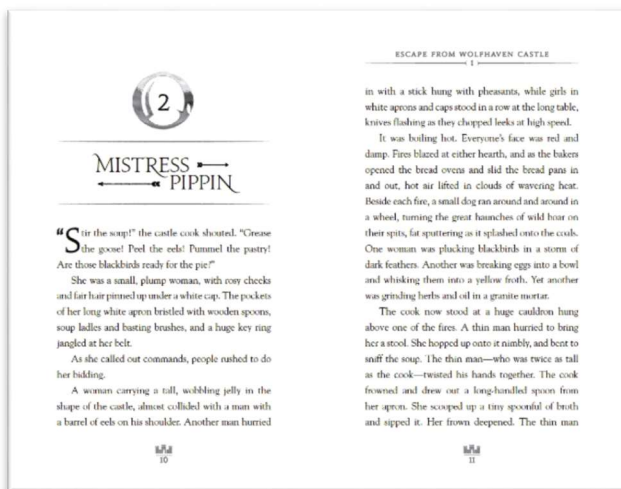 2
MISTRESS
PIPPIN
"Stir the soup!" the castle cook shouted. "Grease
the goose! Peel the eels! Pummel the pastry!
Are those blackbirds ready for the pie?"
She was a small, plump woman, with rosy cheeks
and fair hair pinned up under a white cap. The pockets
of her long white apron bristled with wooden spoons,
soup ladles and basting brushes, and a huge key ring
jangled at her belt.
As she called out commands, people rushed to do
her bidding.
A woman carrying a tall, wobbling jelly in the
shape of the castle, almost collided with a man with
a barrel of eels on his shoulder. Another man hurried
10
ESCAPE FROM WOLFHAVEN CASTLE
1
in with a stick hung with pheasants, while girls in
white aprons and caps stood in a row at the long table,
knives flashing as they chopped leeks at high speed.
It was boiling hot. Everyone's face was red and
damp. Fires blazed at either hearth, and as the bakers
opened the bread ovens and slid the bread pans in
and out, hot air lifted in clouds of wavering heat.
Beside each fire, a small dog ran around and around in
a wheel, turning the great haunches of wild boar on
their spits, fat sputtering as it splashed onto the coals.
One woman was plucking blackbirds in a storm of
dark feathers. Another was breaking eggs into a bowl
and whisking them into a yellow froth. Yet another
was grinding herbs and oil in a granite mortar.
The cook now stood at a huge cauldron hung
above one of the fires. A thin man hurried to bring
her a stool. She hopped up onto it nimbly, and bent to
sniff the soup. The thin man—who was twice as tall
as the cook—twisted his hands together. The cook
frowned and drew out a long-handled spoon from
her apron. She scooped up a tiny spoonful of broth
and sipped it. Her frown deepened. The thin man
11